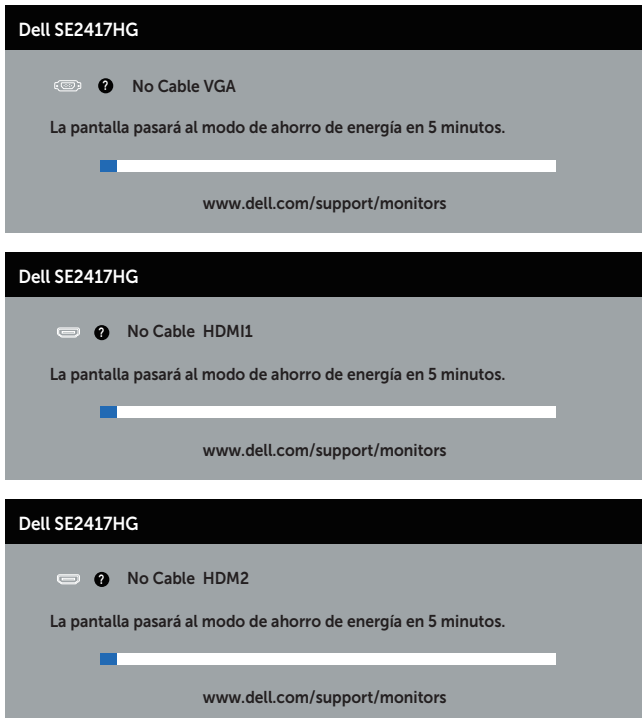 Dell SE2417HG
? No Cable VGA
La pantalla pasará al modo de ahorro de energía en 5 minutos.
www.dell.com/support/monitors
Dell SE2417HG
? No Cable HDMI1
La pantalla pasará al modo de ahorro de energía en 5 minutos.
www.dell.com/support/monitors
Dell SE2417HG
? No Cable HDM2
La pantalla pasará al modo de ahorro de energía en 5 minutos.
www.dell.com/support/monitors